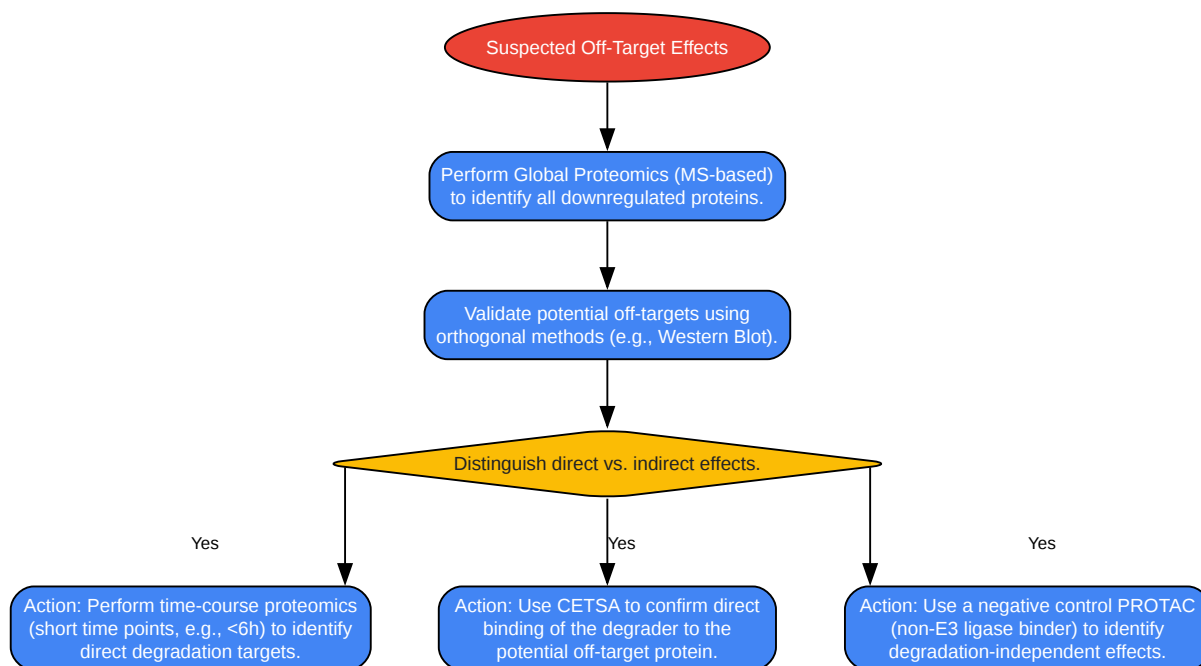 Suspected Off-Target Effects
Perform Global Proteomics (MS-based)
to identify all downregulated proteins.
Validate potential off-targets using
orthogonal methods (e.g., Western Blot).
Distinguish direct vs. indirect effects.
Yes
Yes
Yes
Action: Perform time-course proteomics
(short time points, e.g., <6h) to identify
direct degradation targets.
Action: Use CETSA to confirm direct
binding of the degrader to the
potential off-target protein.
Action: Use a negative control PROTAC
(non-E3 ligase binder) to identify
degradation-independent effects.